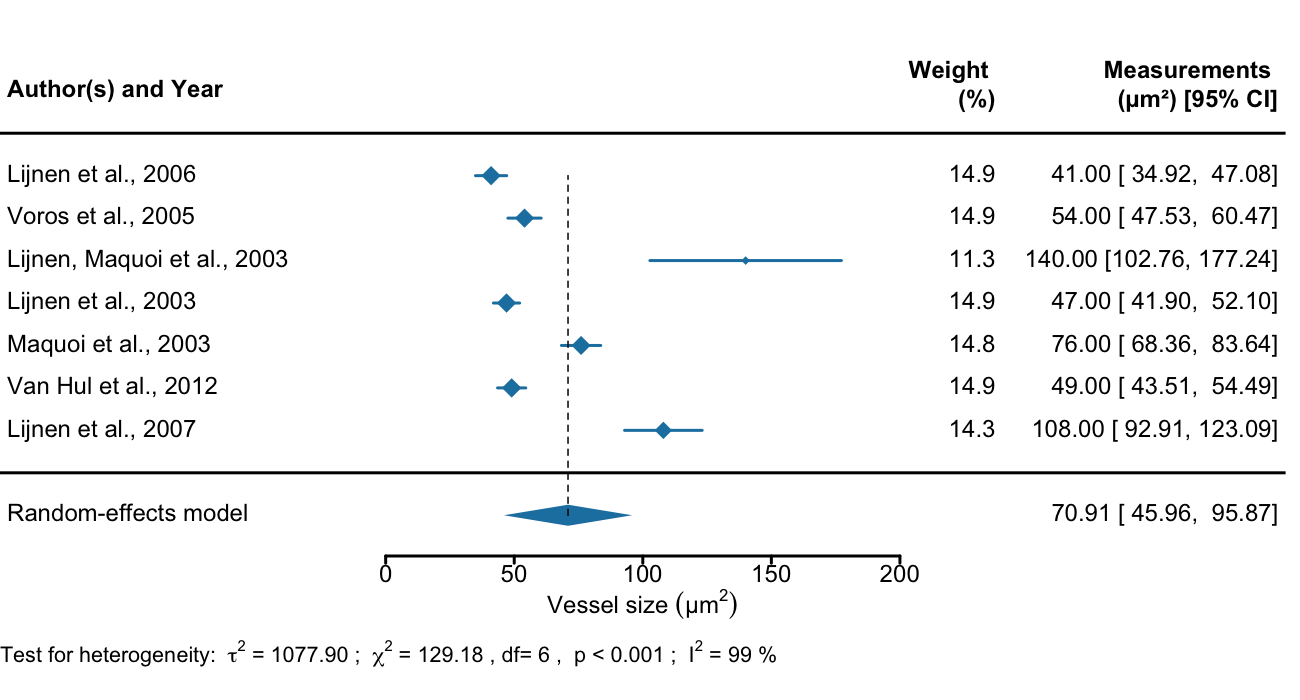 Author(s) and Year Weight (%) Measurements (µm²) [95% CI]
Lijnen et al., 2006 14.9 41.00 [ 34.92, 47.08]
Voros et al., 2005 14.9 54.00 [ 47.53, 60.47]
Lijnen, Maquoi et al., 2003 11.3 140.00 [102.76, 177.24]
Lijnen et al., 2003 14.9 47.00 [ 41.90, 52.10]
Maquoi et al., 2003 14.8 76.00 [ 68.36, 83.64]
Van Hul et al., 2012 14.9 49.00 [ 43.51, 54.49]
Lijnen et al., 2007 14.3 108.00 [ 92.91, 123.09]
Random-effects model 70.91 [ 45.96, 95.87]
0 50 100 150 200
Vessel size (µm²)
Test for heterogeneity: τ² = 1077.90 ; χ² = 129.18 , df= 6 , p < 0.001 ; I² = 99 %